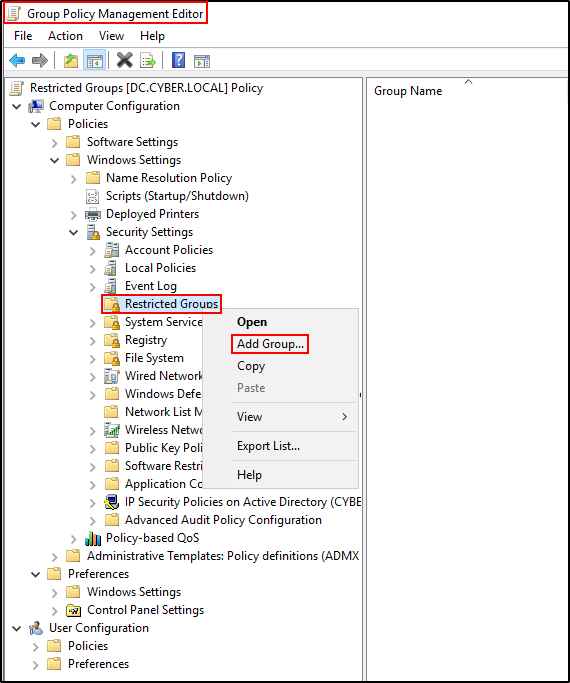 Group Policy Management Editor
File Action View Help
Restricted Groups [DC.CYBER.LOCAL] Policy
Computer Configuration
Policies
Software Settings
Windows Settings
Name Resolution Policy
Scripts (Startup/Shutdown)
Deployed Printers
Security Settings
Account Policies
Local Policies
Event Log
Restricted Groups
System Service
Registry
File System
Wired Network
Windows Defe
Network List M
Wireless Netwo
Public Key Poli
Software Restri
Application Co
IP Security Policies on Active Directory (CYBE
Advanced Audit Policy Configuration
Policy-based QoS
Administrative Templates: Policy definitions (ADMX
Preferences
Windows Settings
Control Panel Settings
User Configuration
Policies
Preferences
Open
Add Group...
Copy
Paste
View
Export List...
Help
Group Name